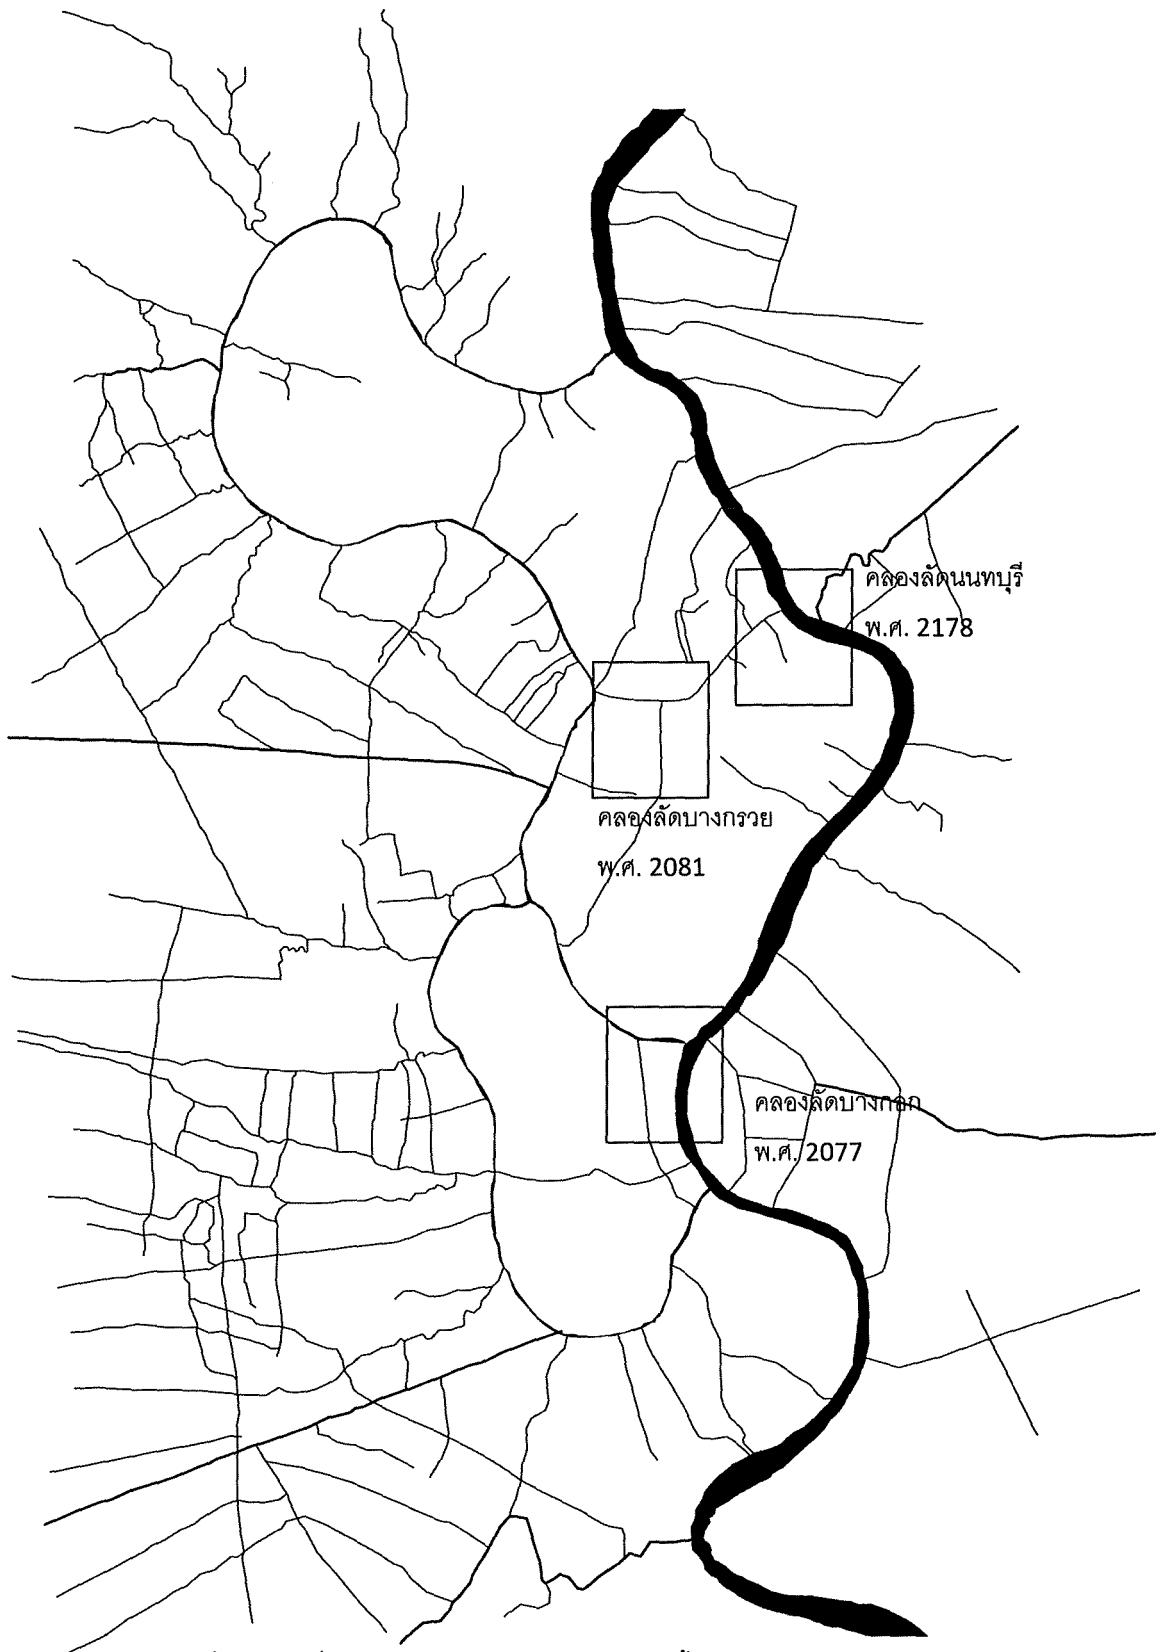 คลองลัดนนทบุรี
พ.ศ. 2178
คลองลัดบางกรวย
พ.ศ. 2081
คลองลัดบางกอก
พ.ศ. 2077